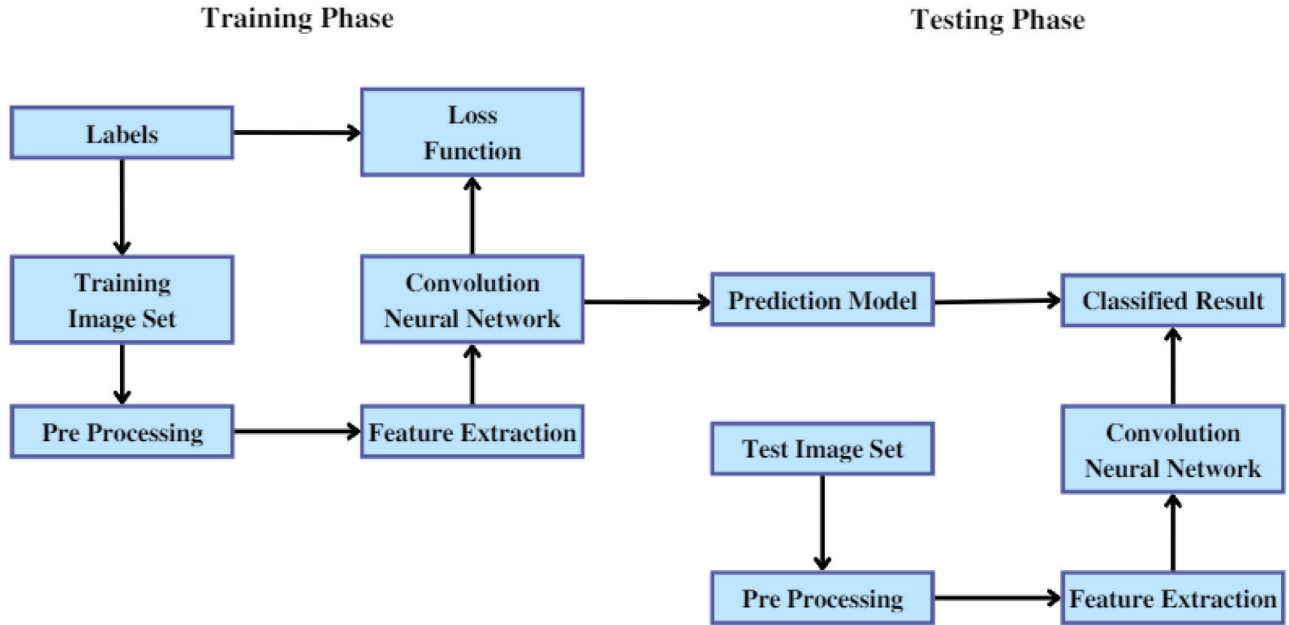 Training Phase
Testing Phase
Labels
Loss
Function
Training
Image Set
Convolution
Neural Network
Prediction Model
Classified Result
Pre Processing
Feature Extraction
Test Image Set
Convolution
Neural Network
Pre Processing
Feature Extraction